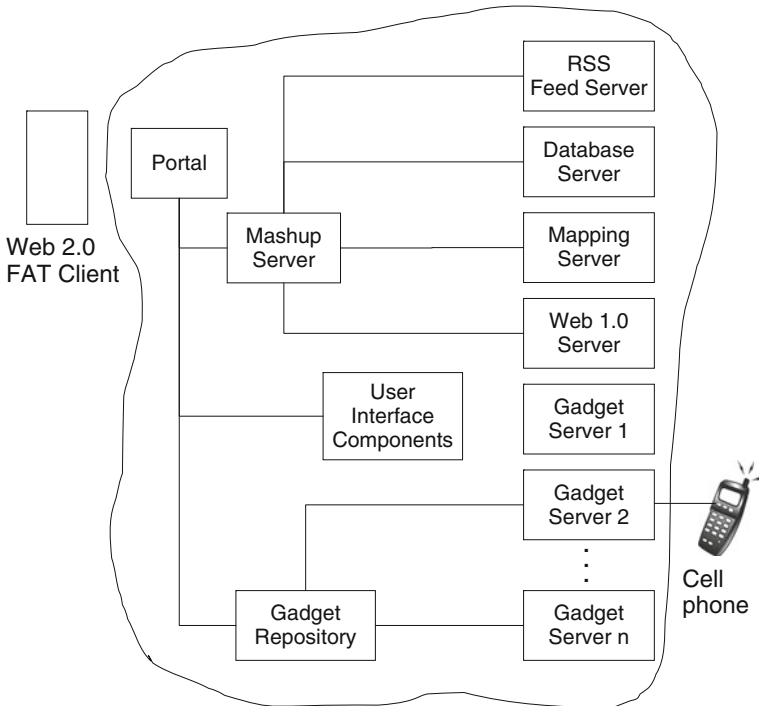 RSS
Feed Server
Portal
Database
Server
Web 2.0
FAT Client
Mashup
Server
Mapping
Server
Web 1.0
Server
User
Interface
Components
Gadget
Server 1
Gadget
Server 2
Cell
phone
Gadget
Repository
Gadget
Server n